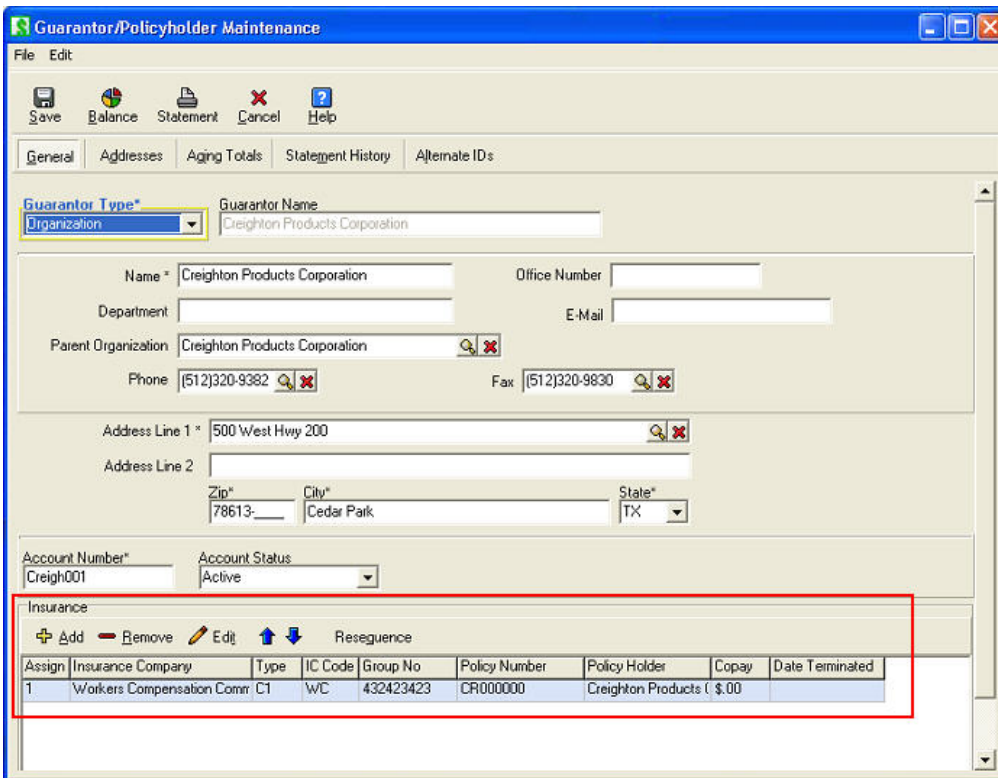 Guarantor/Policyholder Maintenance
File Edit
Save Balance Statement Cancel Help
General Addresses Aging Totals Statement History Alternate IDs
Guarantor Type* Guarantor Name
Organization Creighton Products Corporation
Name * Creighton Products Corporation Office Number
Department E-Mail
Parent Organization Creighton Products Corporation
Phone (512)320-9382 Fax (512)320-9830
Address Line 1 * 500 West Hwy 200
Address Line 2
Zip* City* State*
78613-____ Cedar Park TX
Account Number* Account Status
Creigh001 Active
Insurance
Add Remove Edit Resequence
Assign Insurance Company Type IC Code Group No Policy Number Policy Holder Copay Date Terminated
1 Workers Compensation Comm C1 WC 432423423 CR000000 Creighton Products ( $.00